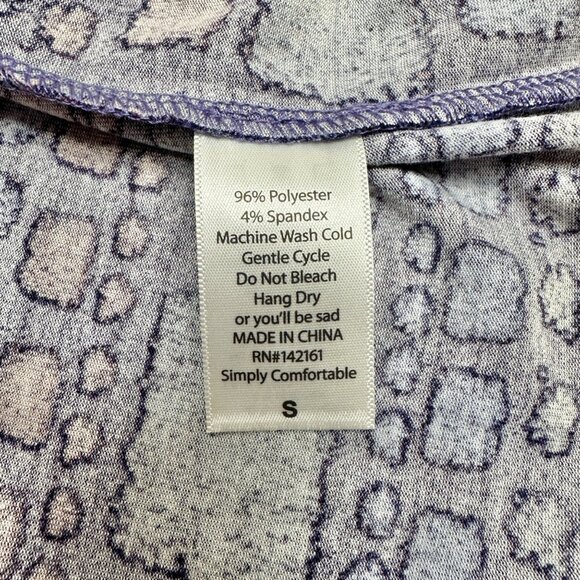 96% Polyester
4% Spandex
Machine Wash Cold
Gentle Cycle
Do Not Bleach
Hang Dry
or you'll be sad
MADE IN CHINA
RN#142161
Simply Comfortable
S